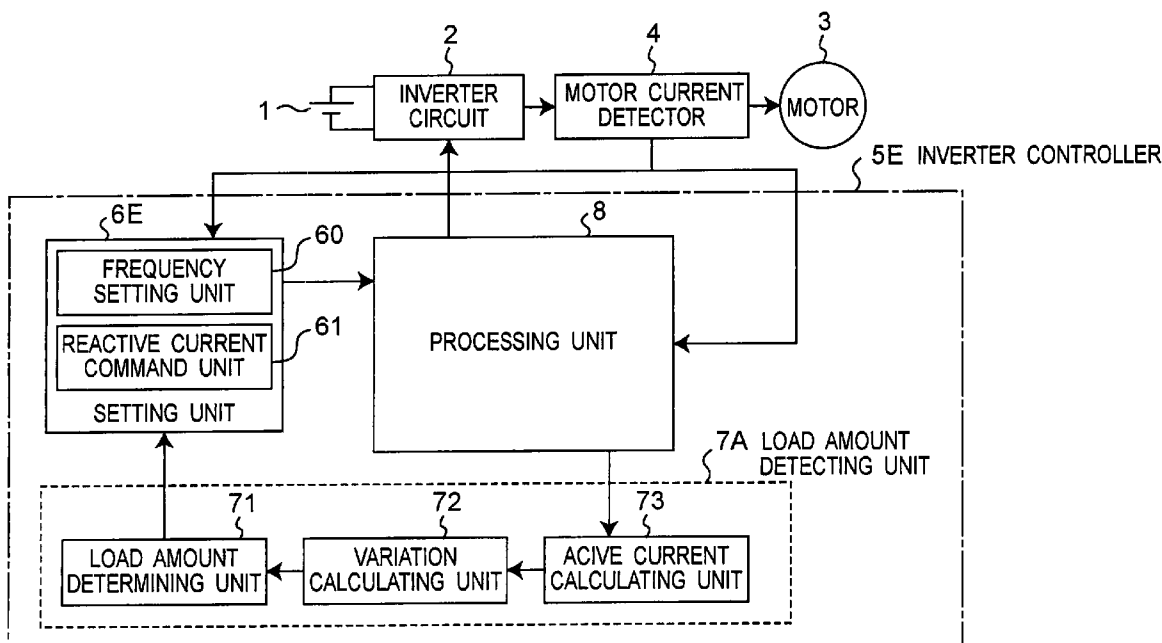 2
4
3
1
INVERTER
CIRCUIT
MOTOR CURRENT
DETECTOR
MOTOR
5E INVERTER CONTROLLER
6E
60
8
FREQUENCY
SETTING UNIT
61
REACTIVE CURRENT
COMMAND UNIT
SETTING UNIT
PROCESSING UNIT
7A LOAD AMOUNT
DETECTING UNIT
71
72
73
LOAD AMOUNT
DETERMINING UNIT
VARIATION
CALCULATING UNIT
ACIVE CURRENT
CALCULATING UNIT